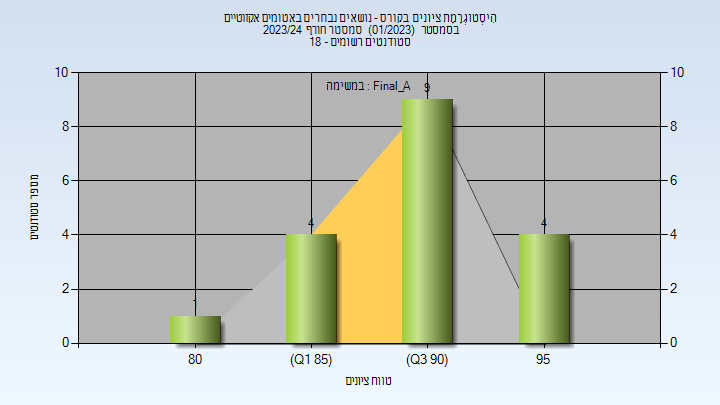 הִיסְטוֹגְרָמַת ציונים בקורס - נושאים נבחרים באטומים אקזוטיים
בסמסטר (01/2023) סמסטר חורף 2023/24
סטודנטים רשומים - 18
במשימה : Final_A
10 10
8 8
6 6
4 4
2 2
0 0
1 4 9 4
80 (Q1 85) (Q3 90) 95
מספר סטודנטים
טווח ציונים